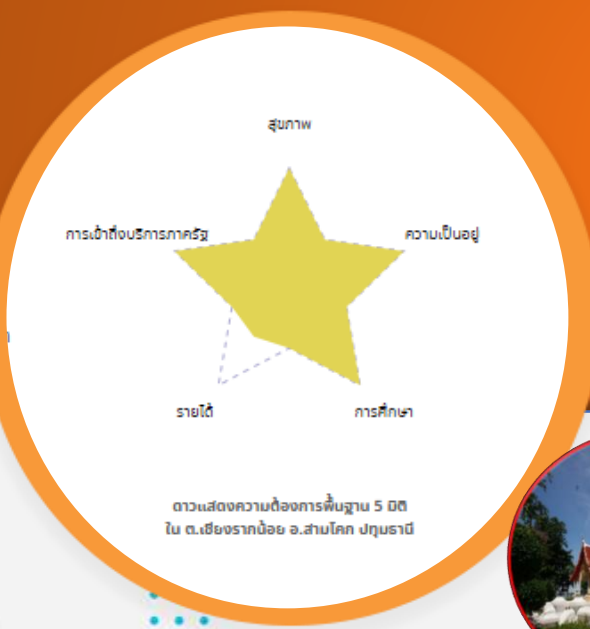 สุขภาพ
การเข้าถึงบริการภาครัฐ
ความเป็นอยู่
รายได้
การศึกษา
ดาวแสดงความต้องการพื้นฐาน 5 มิติ
ใน ต.เชียงรากน้อย อ.สามโคก ปทุมธานี